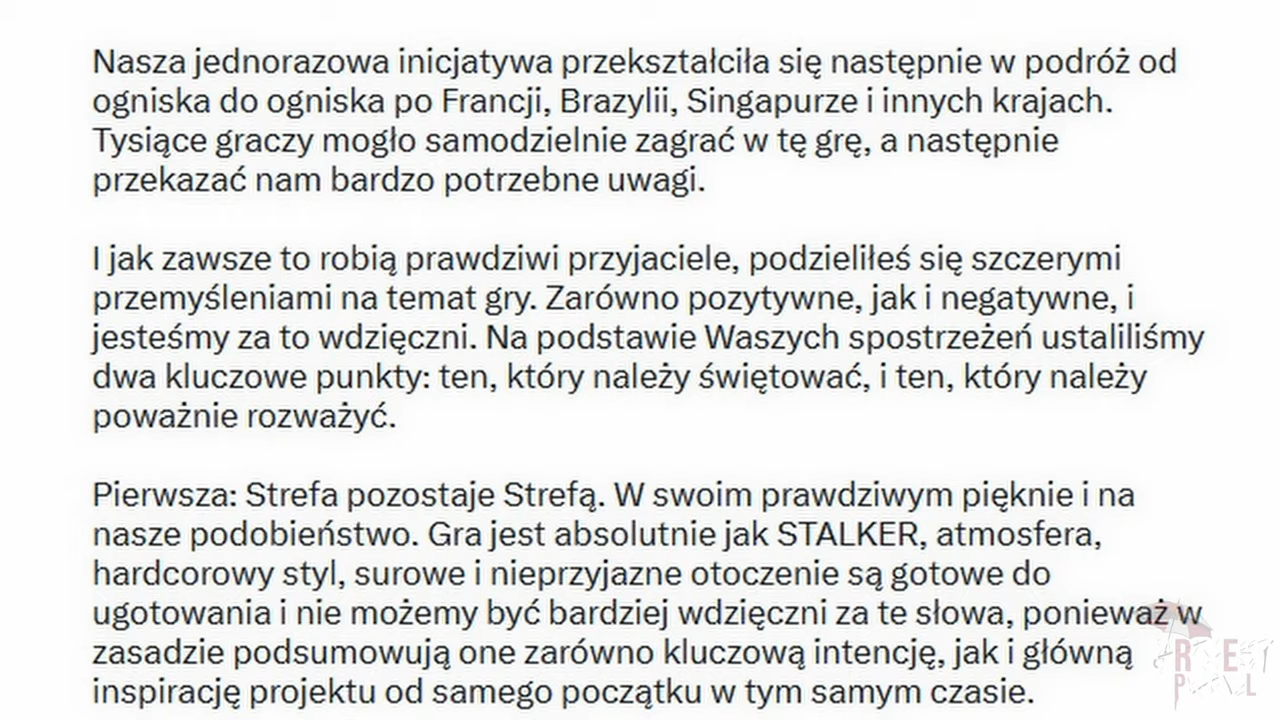 Nasza jednorazowa inicjatywa przekształciła się następnie w podróż od
ogniska do ogniska po Francji, Brazylii, Singapurze i innych krajach.
Tysiące graczy mogło samodzielnie zagrać w tę grę, a następnie
przekazać nam bardzo potrzebne uwagi.
I jak zawsze to robią prawdziwi przyjaciele, podzieliłeś się szczerymi
przemyśleniami na temat gry. Zarówno pozytywne, jak i negatywne, i
jesteśmy za to wdzięczni. Na podstawie Waszych spostrzeżeń ustaliliśmy
dwa kluczowe punkty: ten, który należy świętować, i ten, który należy
poważnie rozważyć.
Pierwsza: Strefa pozostaje Strefą. W swoim prawdziwym pięknie i na
nasze podobieństwo. Gra jest absolutnie jak STALKER, atmosfera,
hardcorowy styl, surowe i nieprzyjazne otoczenie są gotowe do
ugotowania i nie możemy być bardziej wdzięczni za te słowa, ponieważ w
zasadzie podsumowują one zarówno kluczową intencję, jak i główną
inspirację projektu od samego początku w tym samym czasie.